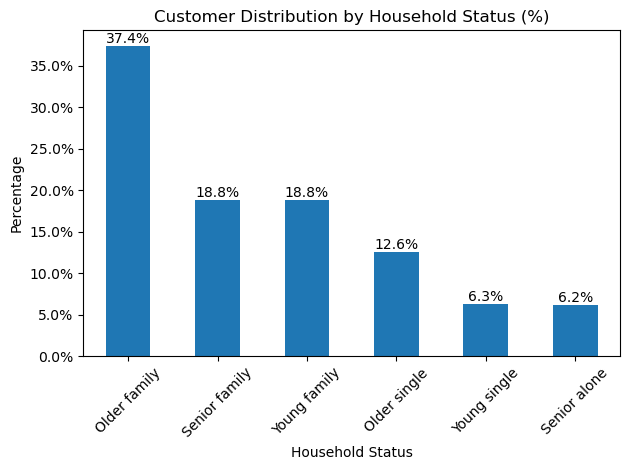 Customer Distribution by Household Status (%)
37.4%
18.8%
18.8%
12.6%
6.3%
6.2%
35.0%
30.0%
25.0%
20.0%
15.0%
10.0%
5.0%
0.0%
Percentage
Older family
Senior family
Young family
Older single
Young single
Senior alone
Household Status